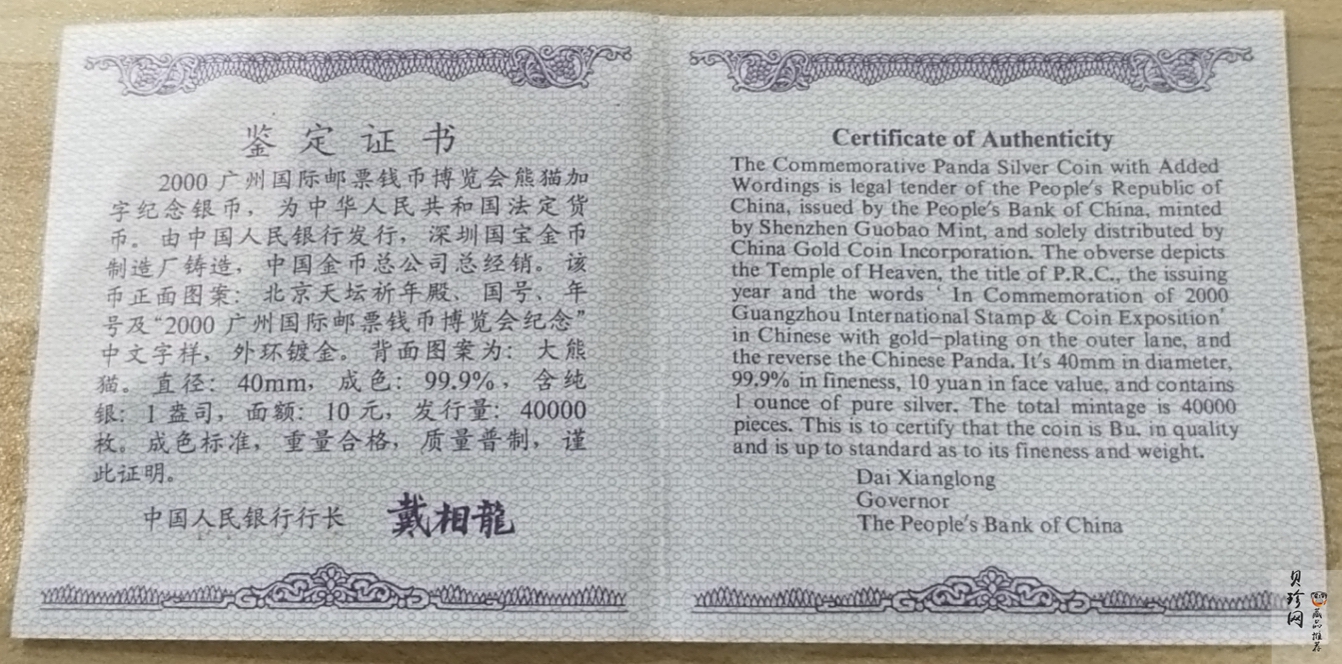 鉴定证书
2000 广州国际邮票钱币博览会熊猫加
字纪念银币，为中华人民共和国法定货
币。由中国人民银行发行，深圳国宝金币
制造厂铸造，中国金币总公司总经销。该
币正面图案：北京天坛祈年殿、国号、年
号及“2000 广州国际邮票钱币博览会纪念”
中文字样，外环镀金。背面图案为：大熊
猫。直径：40mm，成色：99.9%，含纯
银：1 盎司，面额：10 元，发行量：40000
枚。成色标准，重量合格，质量普制，谨
此证明。
中国人民银行行长 戴相龍
Certificate of Authenticity
The Commemorative Panda Silver Coin with Added
Wordings is legal tender of the People's Republic of
China, issued by the People's Bank of China, minted
by Shenzhen Guobao Mint, and solely distributed by
China Gold Coin Incorporation. The obverse depicts
the Temple of Heaven, the title of P.R.C., the issuing
year and the words ‘ In Commemoration of 2000
Guangzhou International Stamp & Coin Exposition’
in Chinese with gold-plating on the outer lane, and
the reverse the Chinese Panda. It's 40mm in diameter,
99.9% in fineness, 10 yuan in face value, and contains
1 ounce of pure silver. The total mintage is 40000
pieces. This is to certify that the coin is Bu. in quality
and is up to standard as to its fineness and weight.
Dai Xianglong
Governor
The People's Bank of China
贝珍网
藏品推荐